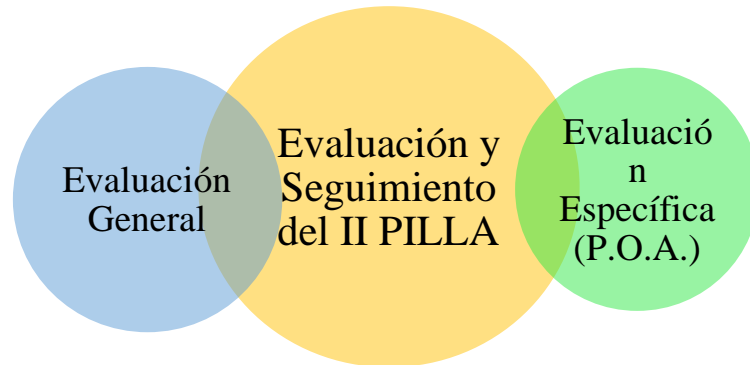 Evaluación
General
Evaluación y
Seguimiento
del II PILLA
Evaluació
n
Específica
(P.O.A.)